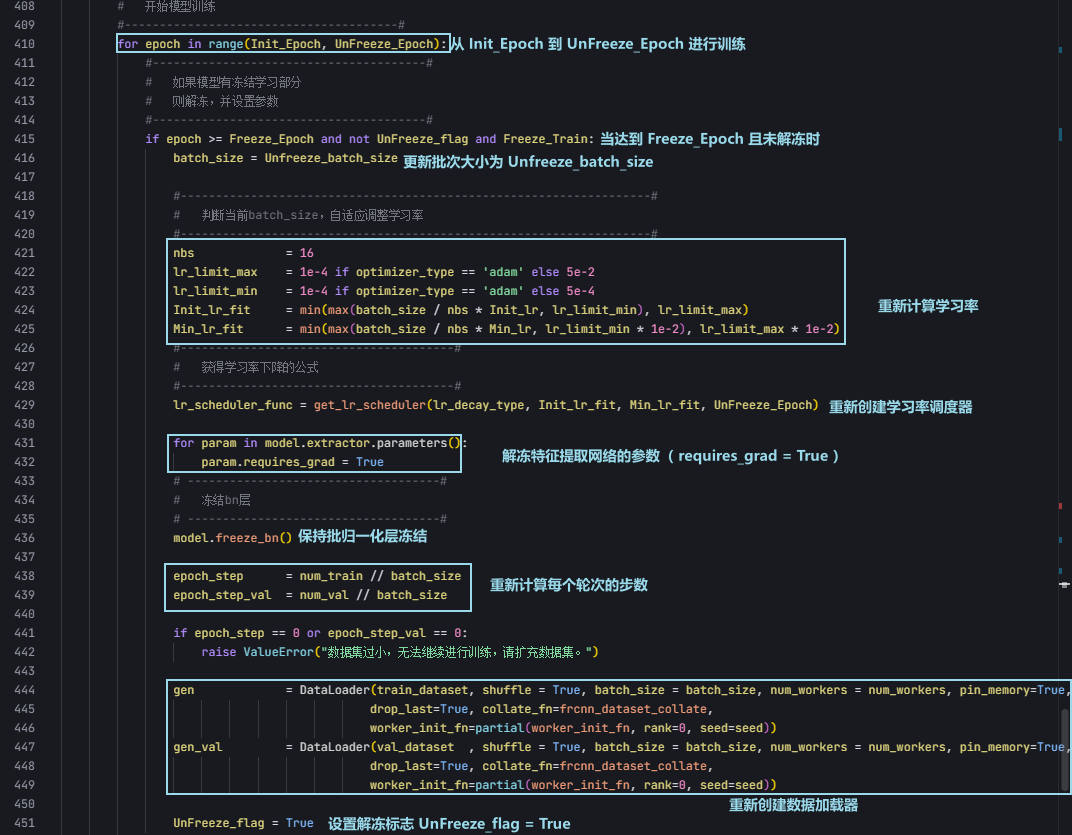 408 # 开始模型训练
409 #---------------------------------------#
410 for epoch in range(Init_Epoch, UnFreeze_Epoch): 从 Init_Epoch 到 UnFreeze_Epoch 进行训练
411 #---------------------------------------#
412 # 如果模型有冻结学习部分
413 # 则解冻，并设置参数
414 #---------------------------------------#
415 if epoch >= Freeze_Epoch and not UnFreeze_flag and Freeze_Train: 当达到 Freeze_Epoch 且未解冻时
416 batch_size = Unfreeze_batch_size 更新批次大小为 Unfreeze_batch_size
417
418 #-------------------------------------------------------------------#
419 # 判断当前batch_size，自适应调整学习率
420 #-------------------------------------------------------------------#
421 nbs = 16
422 lr_limit_max = 1e-4 if optimizer_type == 'adam' else 5e-2
423 lr_limit_min = 1e-4 if optimizer_type == 'adam' else 5e-4
重新计算学习率
424 Init_lr_fit = min(max(batch_size / nbs * Init_lr, lr_limit_min), lr_limit_max)
425 Min_lr_fit = min(max(batch_size / nbs * Min_lr, lr_limit_min * 1e-2), lr_limit_max * 1e-2)
426 #---------------------------------------#
427 # 获得学习率下降的公式
428 #---------------------------------------#
429 lr_scheduler_func = get_lr_scheduler(lr_decay_type, Init_lr_fit, Min_lr_fit, UnFreeze_Epoch) 重新创建学习率调度器
430
431 for param in model.extractor.parameters():
解冻特征提取网络的参数（ requires_grad = True ）
432 param.requires_grad = True
433 # ------------------------------------#
434 # 冻结bn层
435 # ------------------------------------#
436 model.freeze_bn() 保持批归一化层冻结
437
438 epoch_step = num_train // batch_size
重新计算每个轮次的步数
439 epoch_step_val = num_val // batch_size
440
441 if epoch_step == 0 or epoch_step_val == 0:
442 raise ValueError("数据集过小，无法继续进行训练，请扩充数据集。")
443
444 gen = DataLoader(train_dataset, shuffle = True, batch_size = batch_size, num_workers = num_workers, pin_memory=True,
445 drop_last=True, collate_fn=frcnn_dataset_collate,
446 worker_init_fn=partial(worker_init_fn, rank=0, seed=seed))
447 gen_val = DataLoader(val_dataset , shuffle = True, batch_size = batch_size, num_workers = num_workers, pin_memory=True,
448 drop_last=True, collate_fn=frcnn_dataset_collate,
449 worker_init_fn=partial(worker_init_fn, rank=0, seed=seed))
450 重新创建数据加载器
451 UnFreeze_flag = True 设置解冻标志 UnFreeze_flag = True